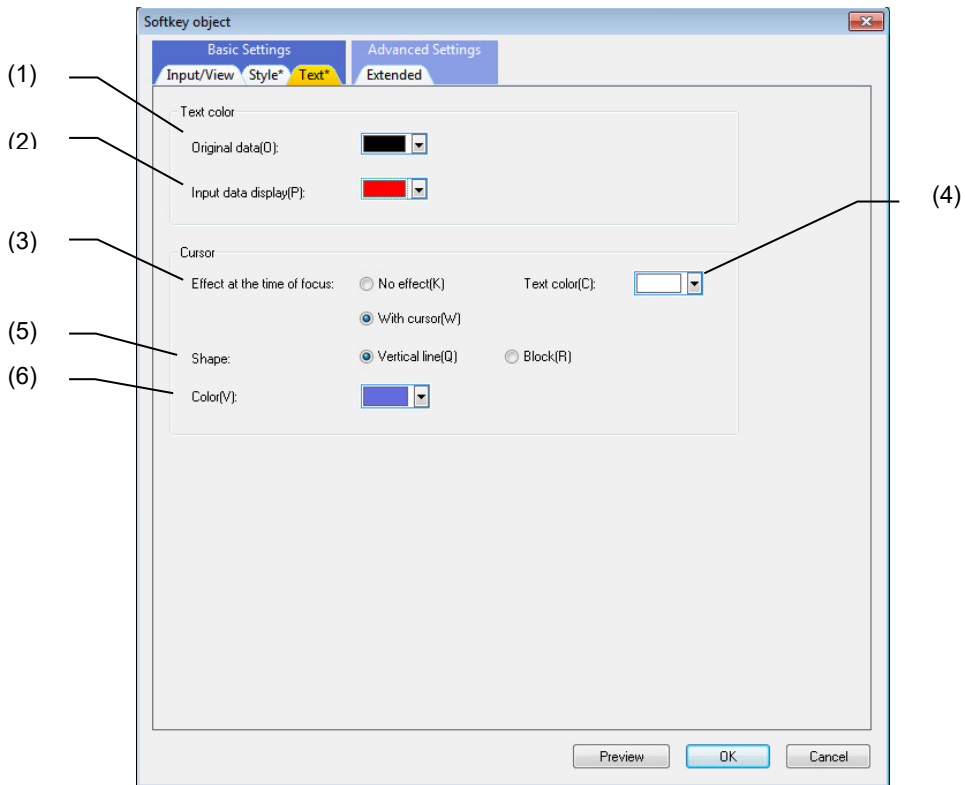 Softkey object
Basic Settings Advanced Settings
Input/View Style* Text* Extended
(1)
Text color
Original data(O):
(2)
Input data display(P):
(4)
(3)
Cursor
Effect at the time of focus: No effect(K) Text color(C):
With cursor(W)
(5)
Shape: Vertical line(Q) Block(R)
(6)
Color(V):
Preview OK Cancel